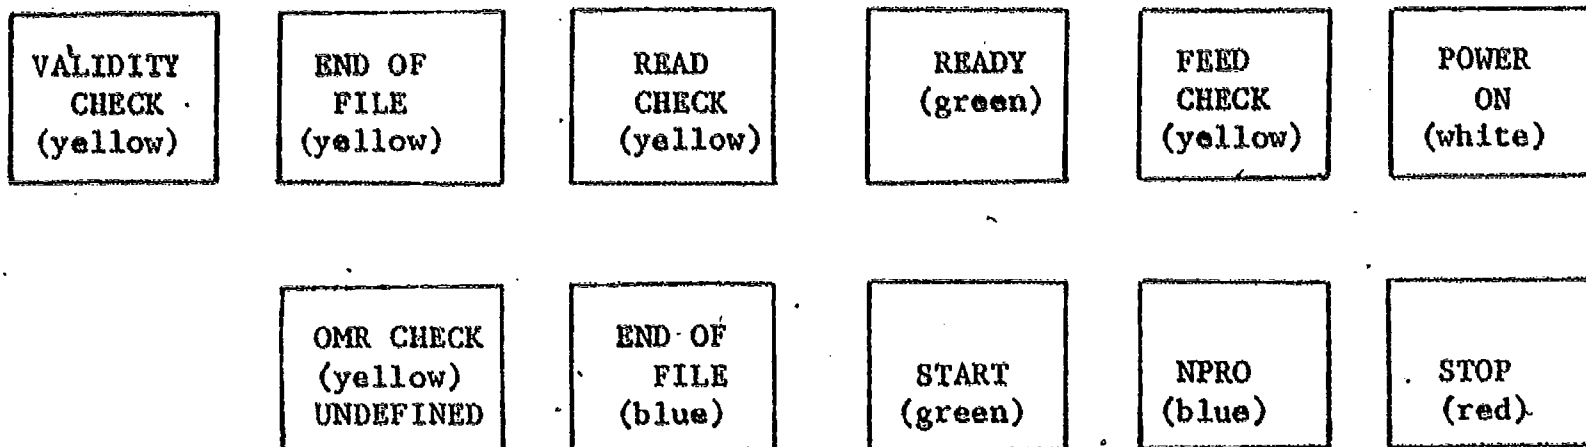 VALIDITY
CHECK
(yellow)
END OF
FILE
(yellow)
READ
CHECK
(yellow)
READY
(green)
FEED
CHECK
(yellow)
POWER
ON
(white)
OMR CHECK
(yellow)
UNDEFINED
END OF
FILE
(blue)
START
(green)
NPRO
(blue)
STOP
(red)